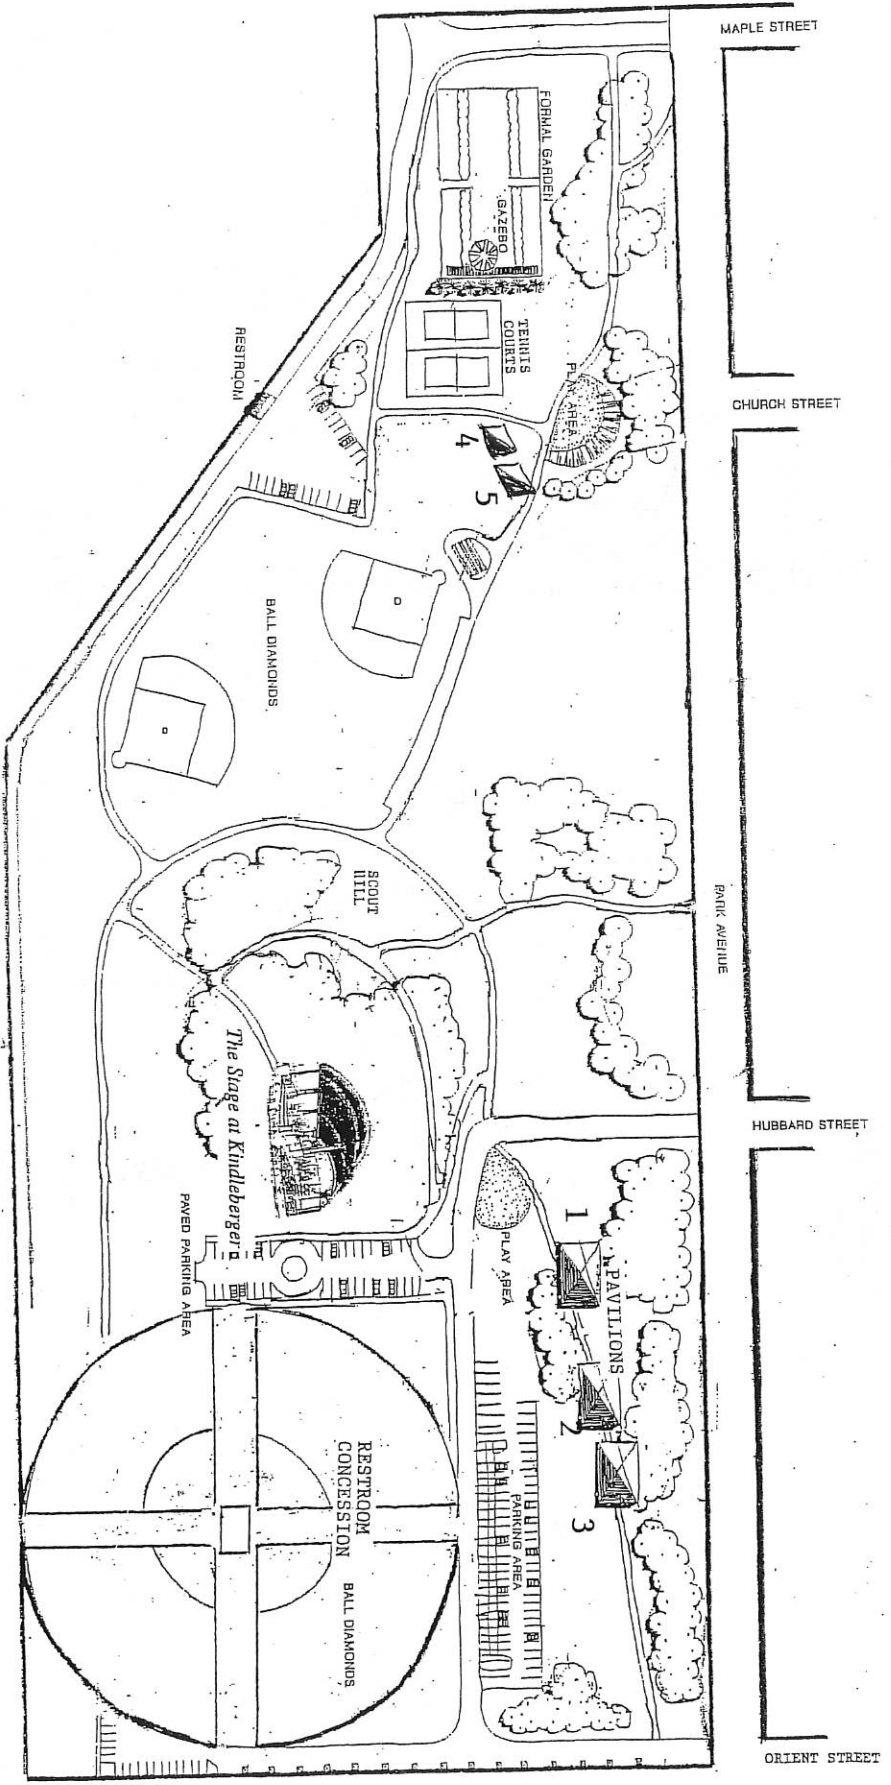 MAPLE STREET
FORMAL GARDEN
GAZEBO
TENNIS
COURTS
RESTROOM
PLAY AREA
CHURCH STREET
4
5
BALL DIAMONDS
SCOUT
HILL
PARK AVENUE
The Stage at Kindleberger
HUBBARD STREET
PAVED PARKING AREA
PLAY AREA
1
PAVILIONS
2
3
PARKING AREA
RESTROOM
CONCESSION
BALL DIAMONDS
ORIENT STREET